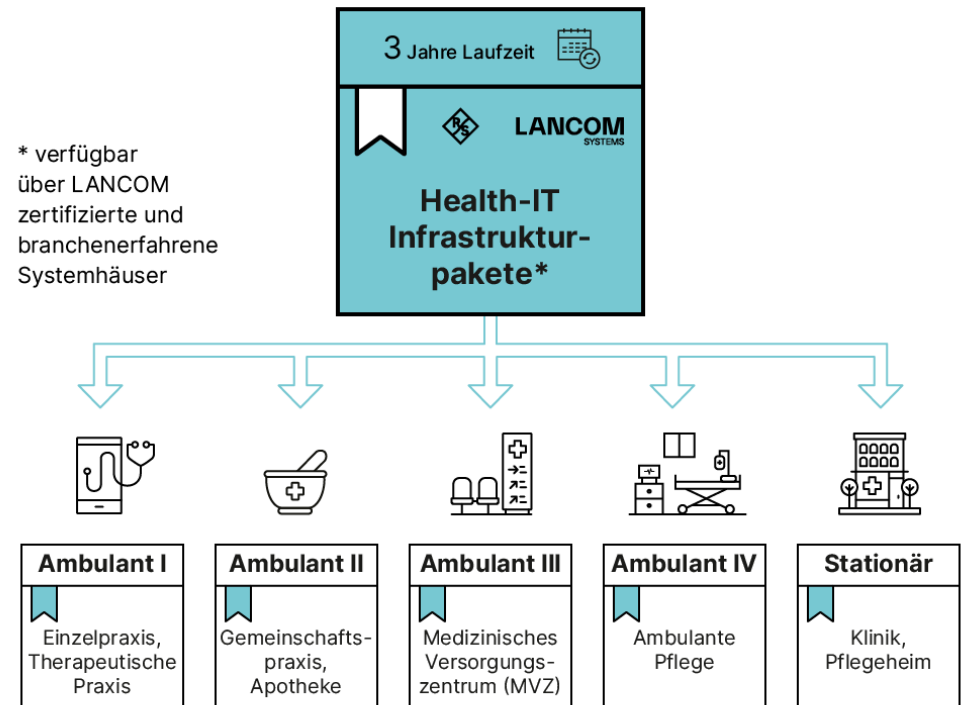 3 Jahre Laufzeit
R&S
LANCOM
SYSTEMS
* verfügbar
über LANCOM
zertifizierte und
branchenerfahrene
Systemhäuser
Health-IT
Infrastruktur-
pakete*
Ambulant I
Einzelpraxis,
Therapeutische
Praxis
Ambulant II
Gemeinschafts-
praxis,
Apotheke
Ambulant III
Medizinisches
Versorgungs-
zentrum (MVZ)
Ambulant IV
Ambulante
Pflege
Stationär
Klinik,
Pflegeheim